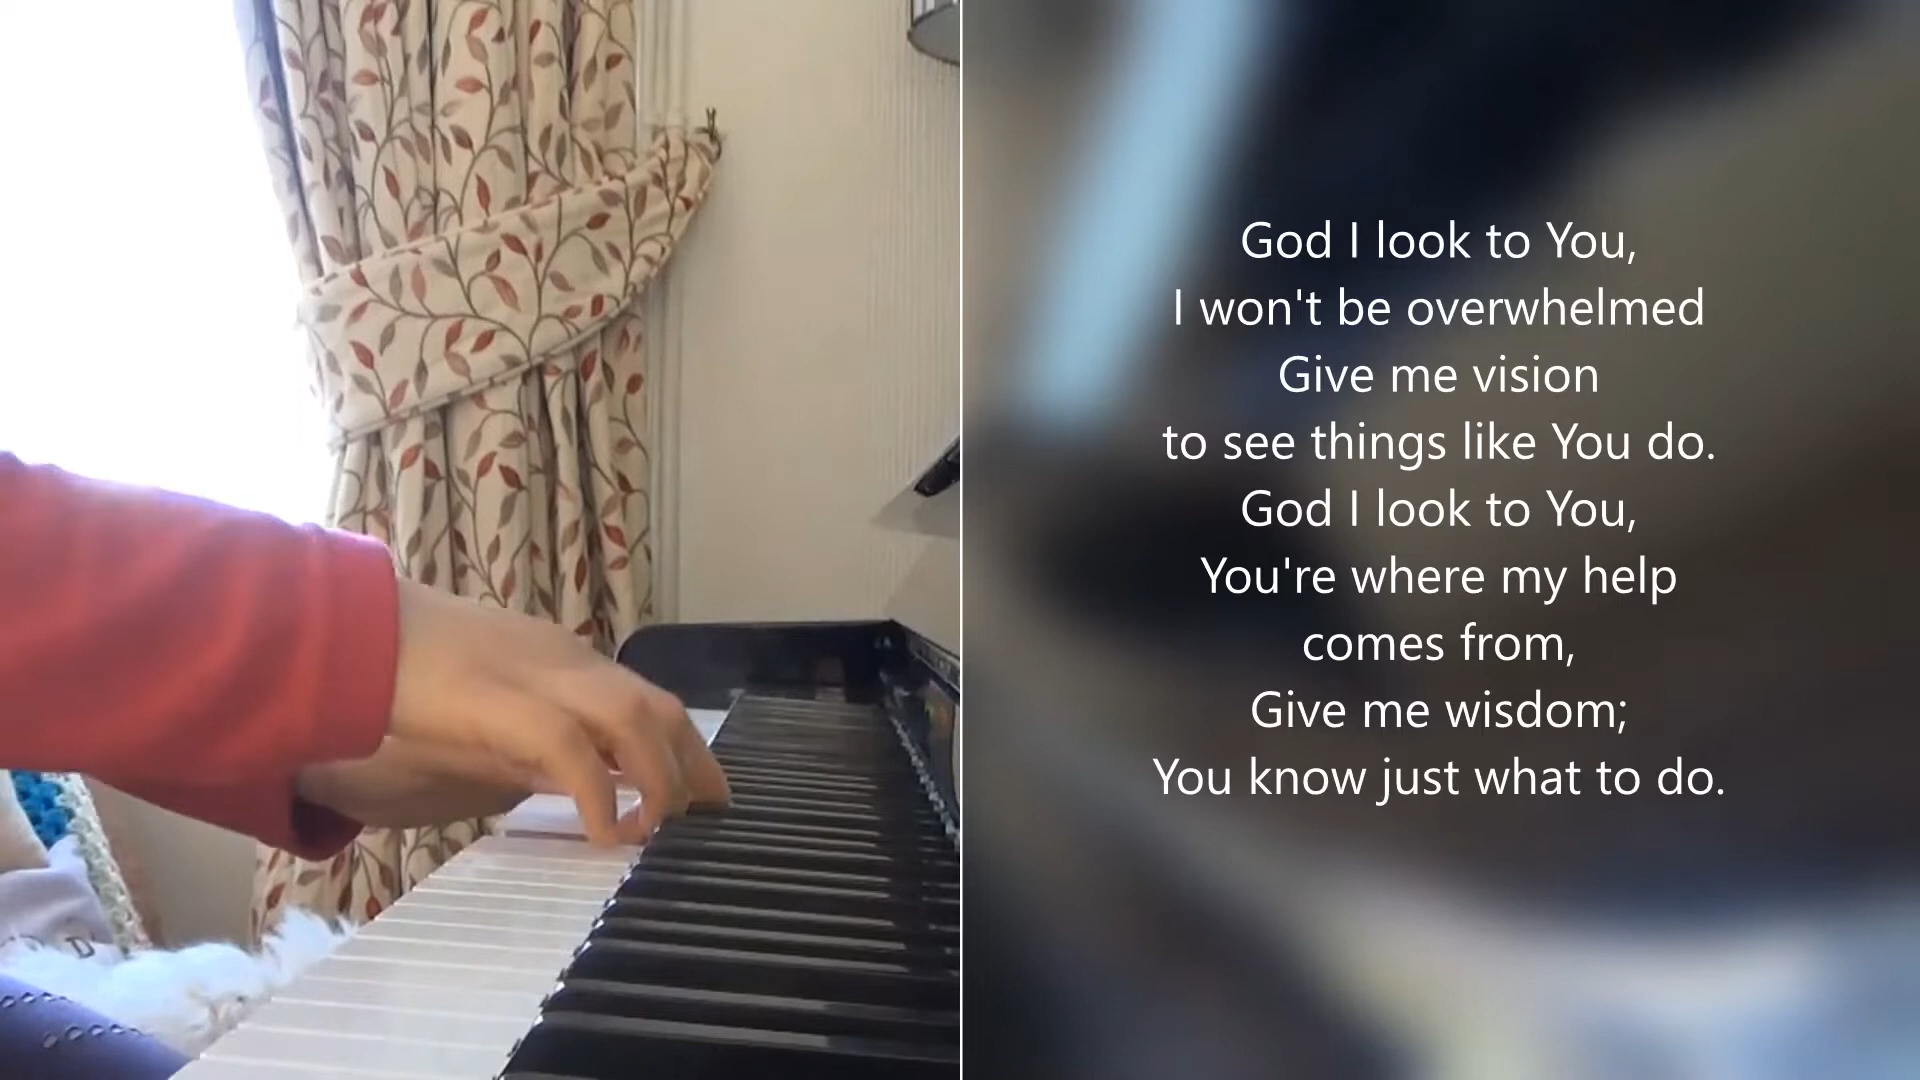 God I look to You,
I won't be overwhelmed
Give me vision
to see things like You do.
God I look to You,
You're where my help
comes from,
Give me wisdom;
You know just what to do.